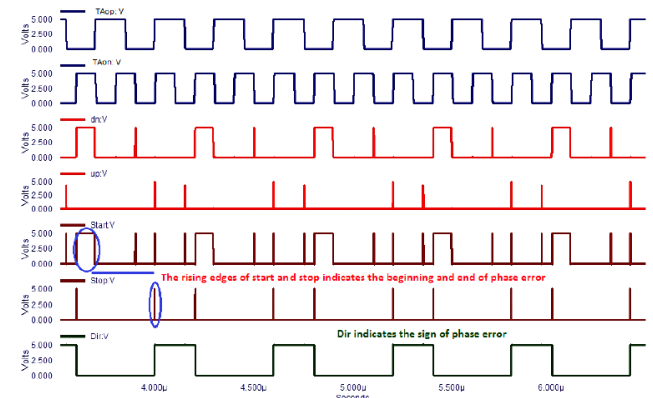 TAop: V
Volts
5.000
2.500
0.000
TAon: V
Volts
5.000
2.500
0.000
dn:V
Volts
5.000
2.500
0.000
up:V
Volts
5.000
2.500
0.000
Start:V
Volts
5.000
2.500
0.000
The rising edges of start and stop indicates the beginning and end of phase error
Stop:V
Volts
5.000
2.500
0.000
Dir:V
Dir indicates the sign of phase error
Volts
5.000
2.500
0.000
4.000µ 4.500µ 5.000µ 5.500µ 6.000µ
Seconds